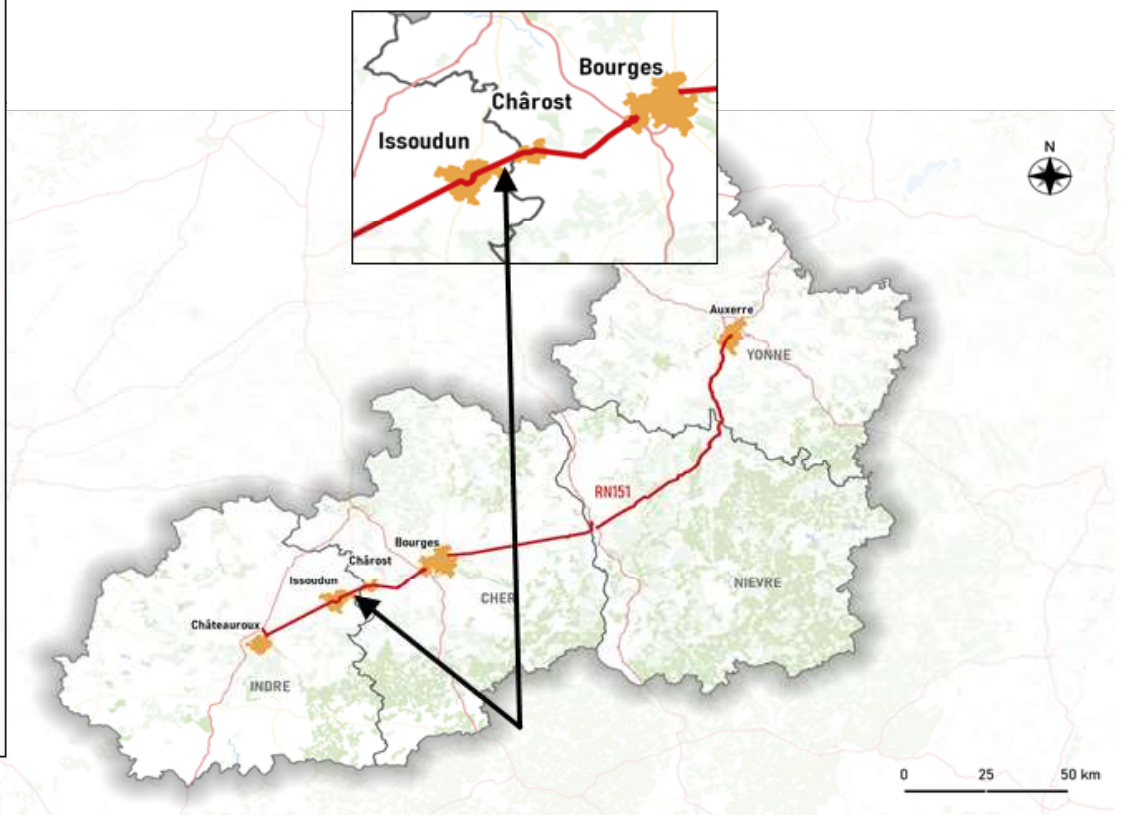 Bourges
Chârost
Issoudun
N
Auxerre
YONNE
RN151
Bourges
Chârost
Issoudun
CHER
NIEVRE
Châteauroux
INDRE
0 25 50 km